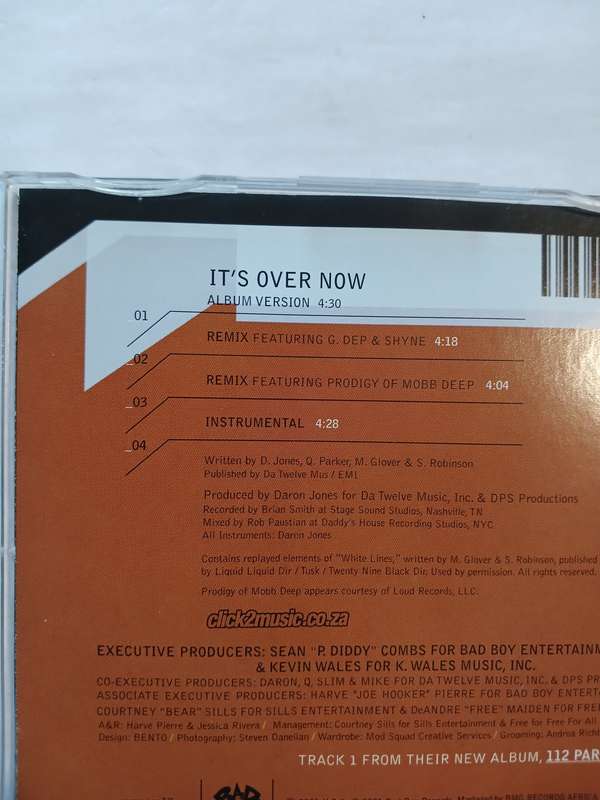 IT'S OVER NOW
ALBUM VERSION 4:30
_01
REMIX FEATURING G. DEP & SHYNE 4:18
_02
REMIX FEATURING PRODIGY OF MOBB DEEP 4:04
_03
INSTRUMENTAL 4:28
_04
Written by D. Jones, Q. Parker, M. Glover & S. Robinson
Published by Da Twelve Mus / EMI
Produced by Daron Jones for Da Twelve Music, Inc. & DPS Productions
Recorded by Brian Smith at Stage Sound Studios, Nashville, TN
Mixed by Rob Paustian at Daddy's House Recording Studios, NYC
All Instruments: Daron Jones
Contains replayed elements of "White Lines," written by M. Glover & S. Robinson, published
by Liquid Liquid Dir / Tusk / Twenty Nine Black Dir. Used by permission. All rights reserved.
Prodigy of Mobb Deep appears courtesy of Loud Records, LLC.
click2music.co.za
EXECUTIVE PRODUCERS: SEAN "P. DIDDY" COMBS FOR BAD BOY ENTERTAINM
& KEVIN WALES FOR K. WALES MUSIC, INC.
CO-EXECUTIVE PRODUCERS: DARON, Q, SLIM & MIKE FOR DA TWELVE MUSIC, INC. & DPS PR
ASSOCIATE EXECUTIVE PRODUCERS: HARVE "JOE HOOKER" PIERRE FOR BAD BOY ENTERT
COURTNEY "BEAR" SILLS FOR SILLS ENTERTAINMENT & DeANDRE "FREE" MAIDEN FOR FRE
A&R: Harve Pierre & Jessica Rivera / Management: Courtney Sills for Sills Entertainment & Free for Free For All
Design: BENTO / Photography: Steven Danelian / Wardrobe: Mod Squad Creative Services / Grooming: Andrea Richt
TRACK 1 FROM THEIR NEW ALBUM, 112 PAR
BAD